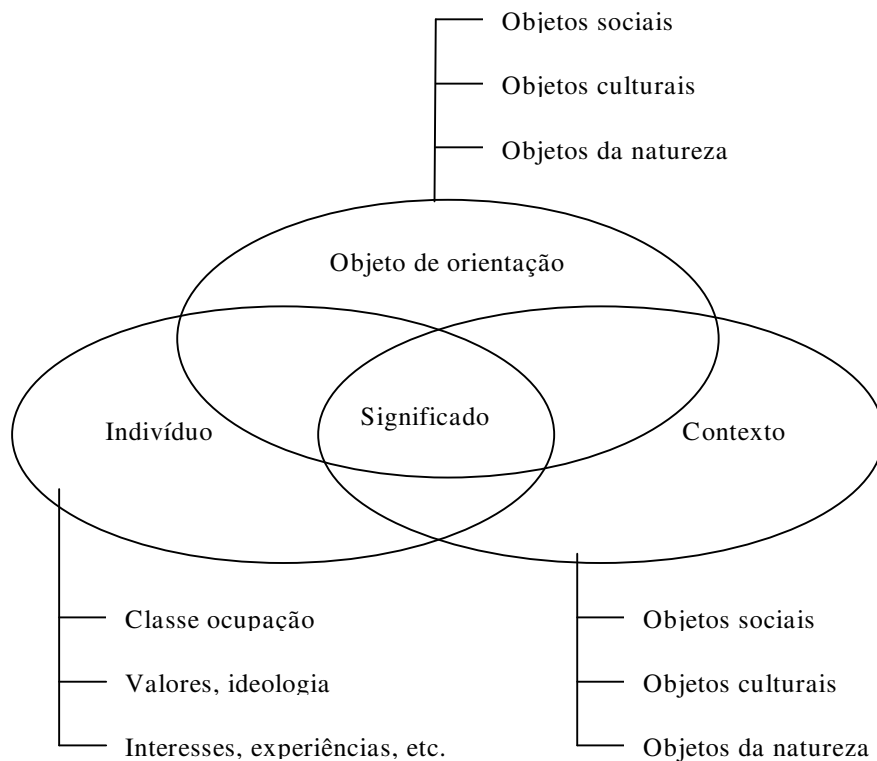 Objetos sociais
Objetos culturais
Objetos da natureza
Objeto de orientação
Indivíduo
Significado
Contexto
Classe ocupação
Valores, ideologia
Interesses, experiências, etc.
Objetos sociais
Objetos culturais
Objetos da natureza